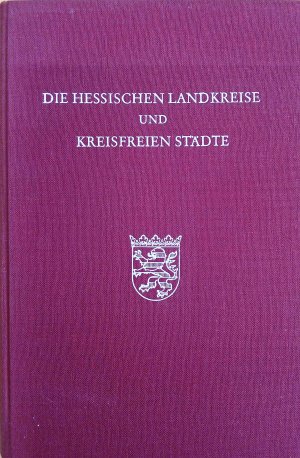 DIE HESSISCHEN LANDKREISE
UND
KREISFREIEN STÄDTE